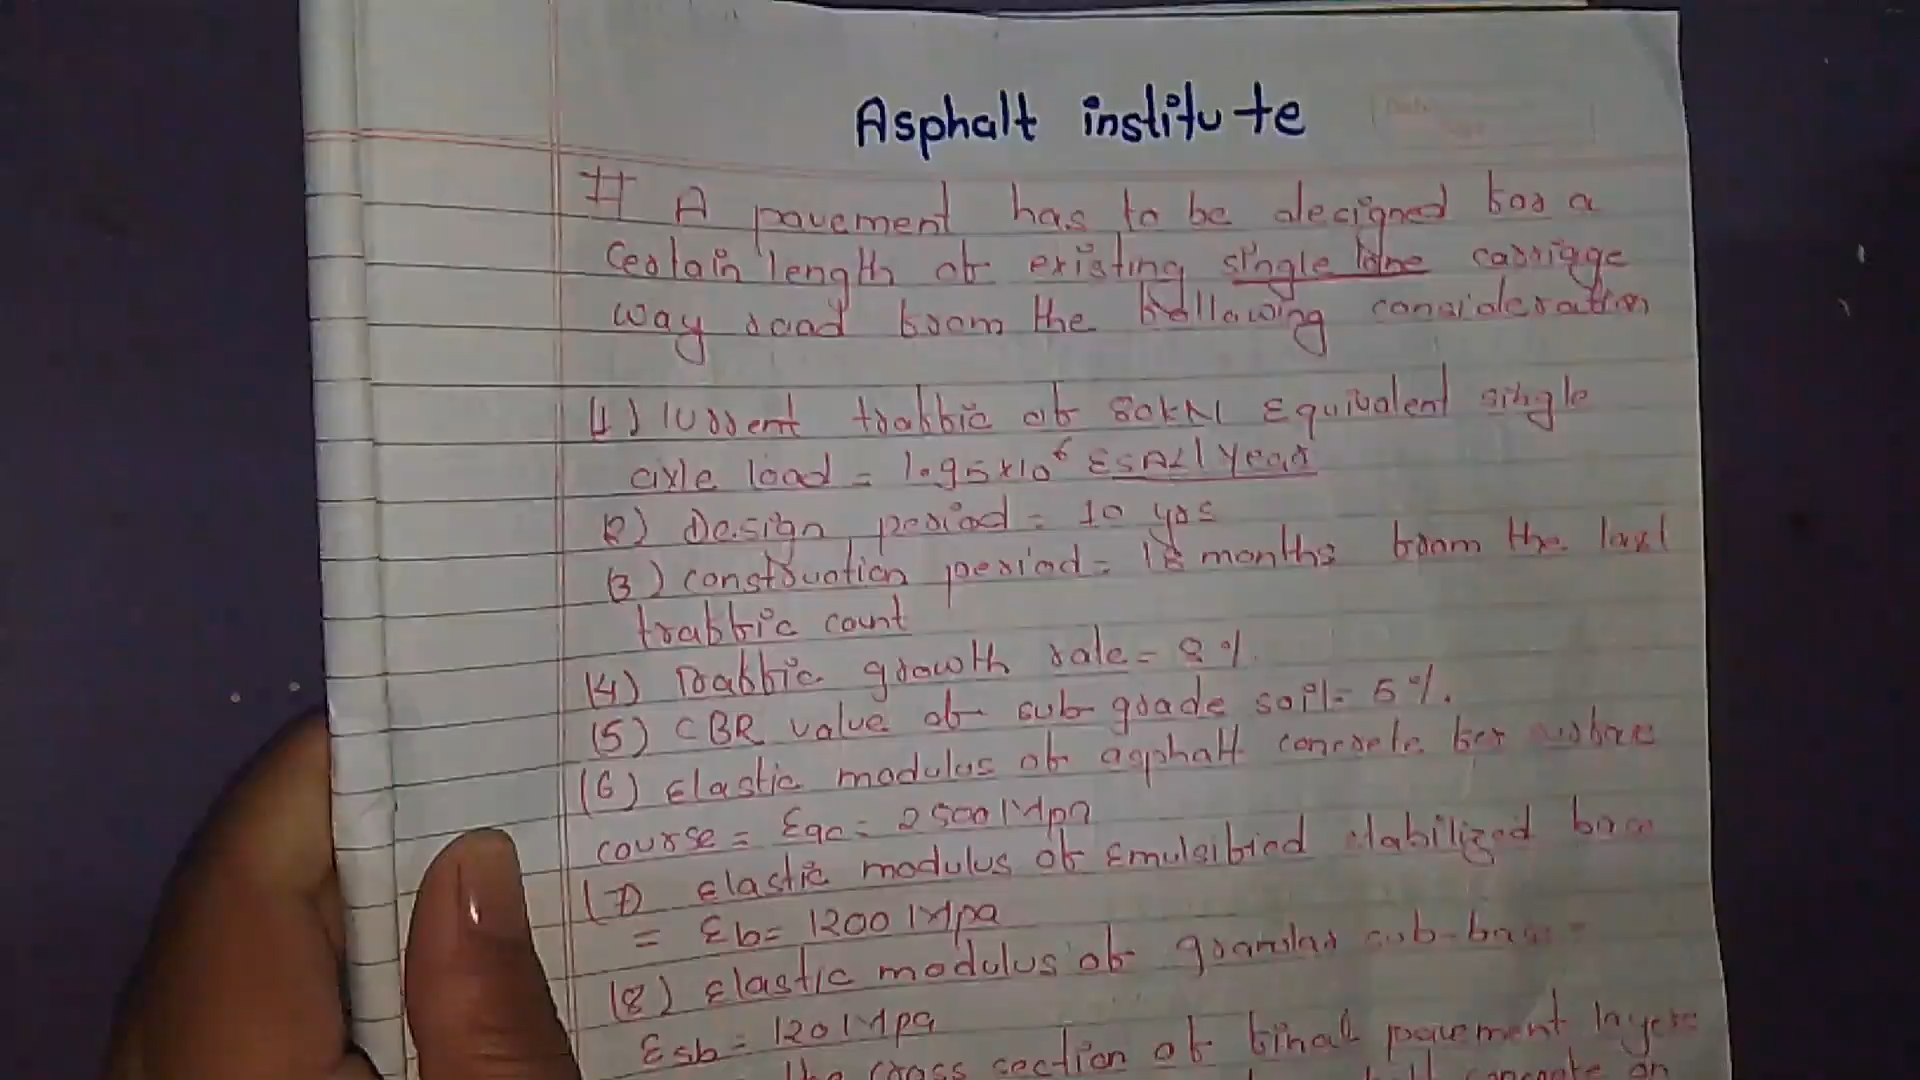 Asphalt institute
# A pavement has to be designed for a
Certain length of existing single lane carriage
way road from the following consideration
(1) Current traffic of 80kN Equivalent single
axle load = 1.95×10⁶ ESAL/year
(2) Design period = 10 yrs
(3) construction period = 18 months from the last
traffic count
(4) Traffic growth rate = 8%.
(5) CBR value of sub-grade soil = 5%.
(6) Elastic modulus of asphalt concrete for surface
course = Eac = 2500 Mpa
(7) Elastic modulus of Emulsified stabilized base
= Eb = 1200 Mpa
(8) Elastic modulus of granular sub-base =
Esb = 120 Mpa
the cross section of final pavement layers
concrete on